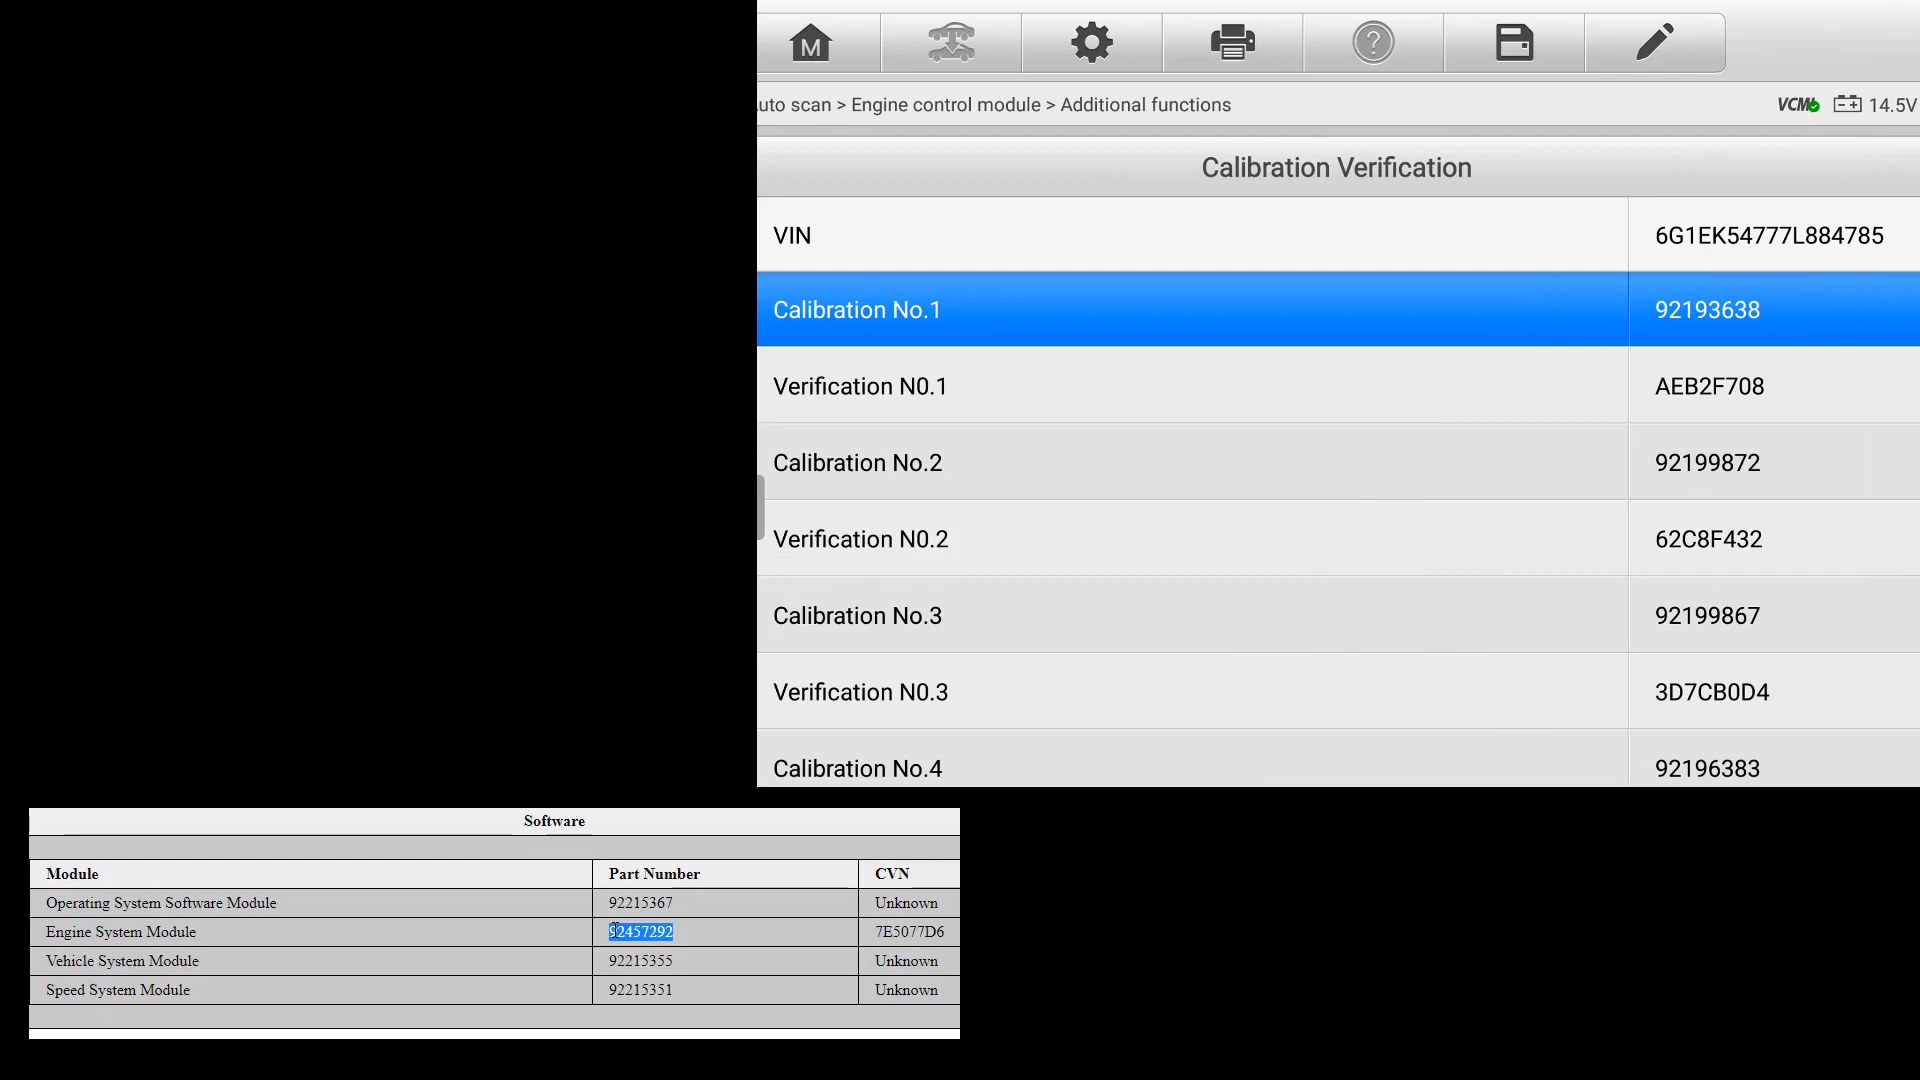 M
?
uto scan > Engine control module > Additional functions
VCMI 14.5V
Calibration Verification
VIN 6G1EK54777L884785
Calibration No.1 92193638
Verification N0.1 AEB2F708
Calibration No.2 92199872
Verification N0.2 62C8F432
Calibration No.3 92199867
Verification N0.3 3D7CB0D4
Calibration No.4 92196383
Software
Module Part Number CVN
Operating System Software Module 92215367 Unknown
Engine System Module 92457292 7E5077D6
Vehicle System Module 92215355 Unknown
Speed System Module 92215351 Unknown